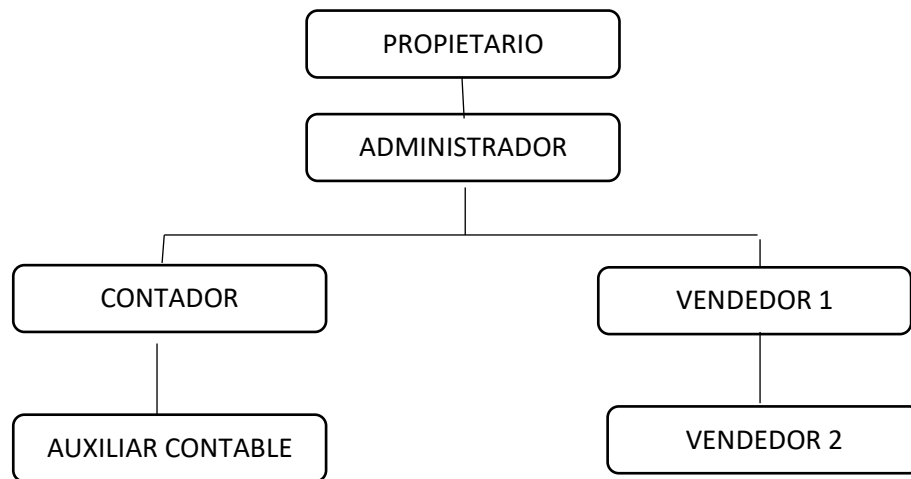 PROPIETARIO
ADMINISTRADOR
CONTADOR
VENDEDOR 1
AUXILIAR CONTABLE
VENDEDOR 2